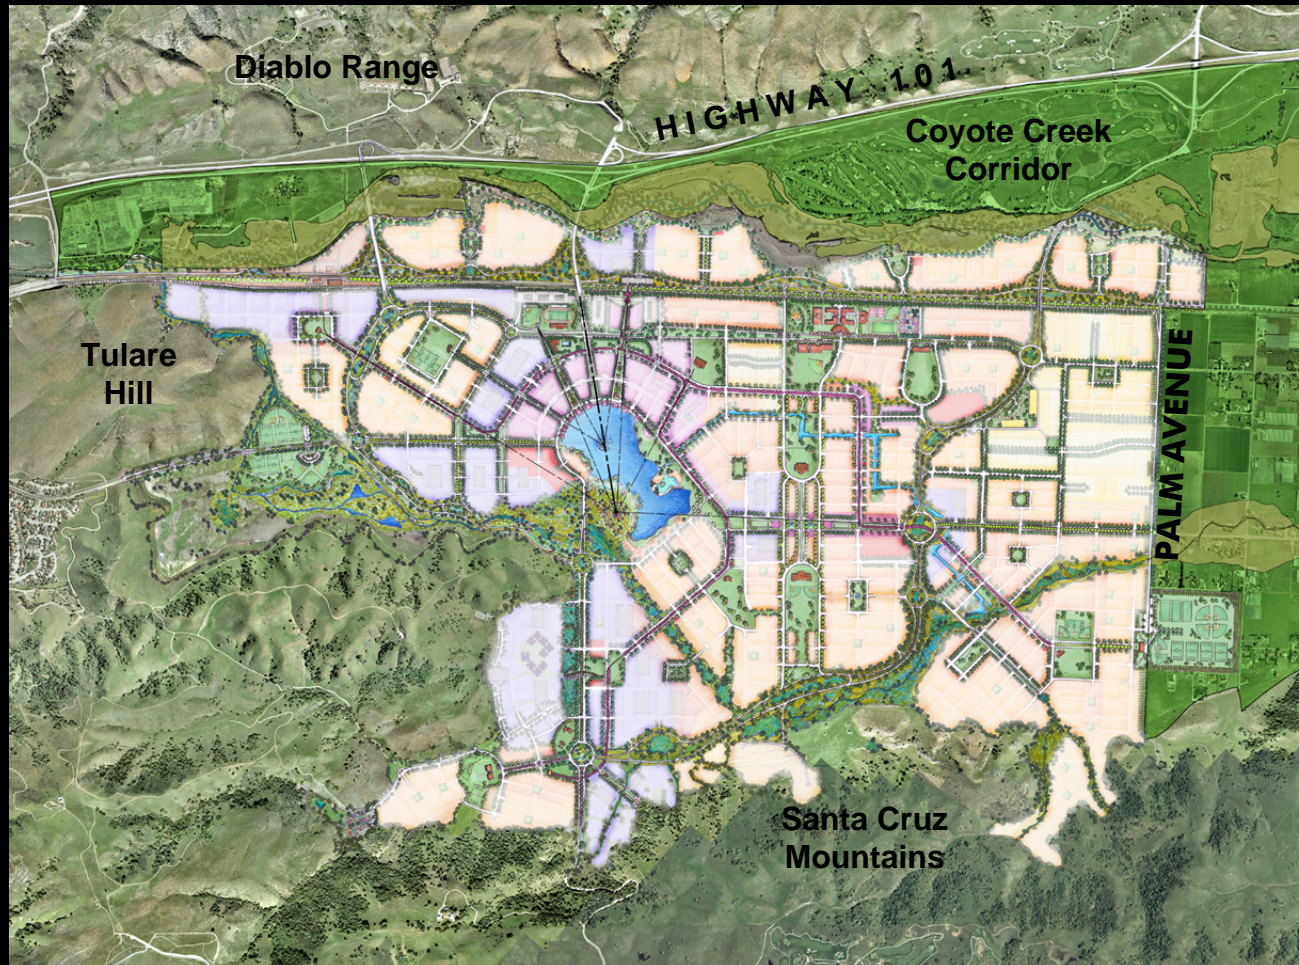 Diablo Range
HIGHWAY 101
Coyote Creek
Corridor
Tulare
Hill
PALM AVENUE
Santa Cruz
Mountains